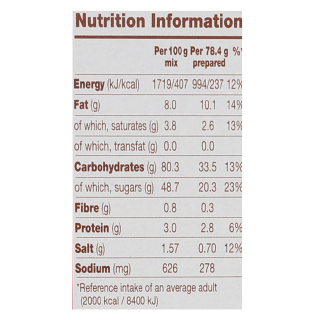 Nutrition Information
Per 100 g Per 78.4 g %*
mix prepared
Energy (kJ/kcal) 1719/407 994/237 12%
Fat (g) 8.0 10.1 14%
of which, saturates (g) 3.8 2.6 13%
of which, transfat (g) 0.0 0.0
Carbohydrates (g) 80.3 33.5 13%
of which, sugars (g) 48.7 20.3 23%
Fibre (g) 0.8 0.3
Protein (g) 3.0 2.8 6%
Salt (g) 1.57 0.70 12%
Sodium (mg) 626 278
*Reference intake of an average adult
(2000 kcal / 8400 kJ)